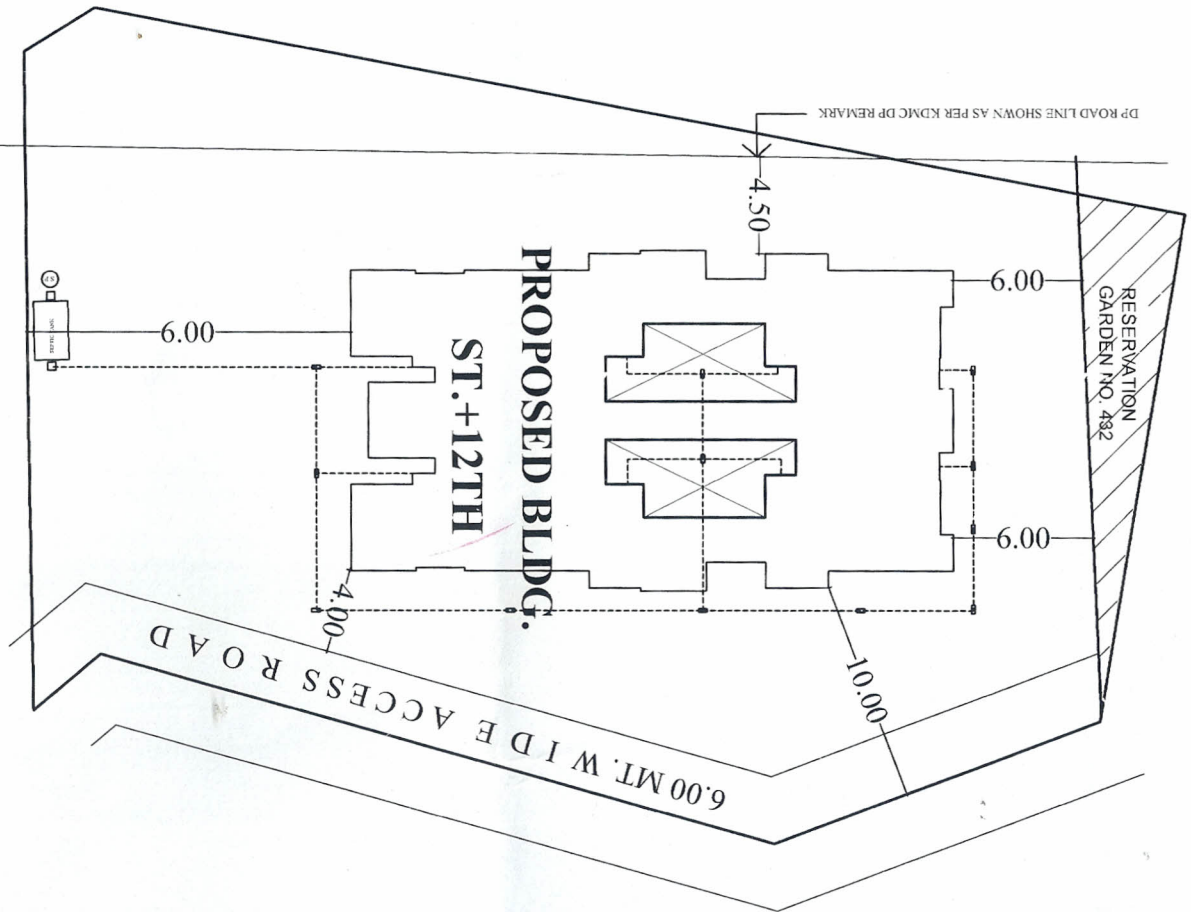 DP ROAD LINE SHOWN AS PER KDMC DP REMARK
4.50
RESERVATION
GARDEN NO. 432
6.00
6.00
PROPOSED BLDG.
ST.+12TH
S.P
6.00
4.00
10.00
6.00 MT. WIDE ACCESS ROAD